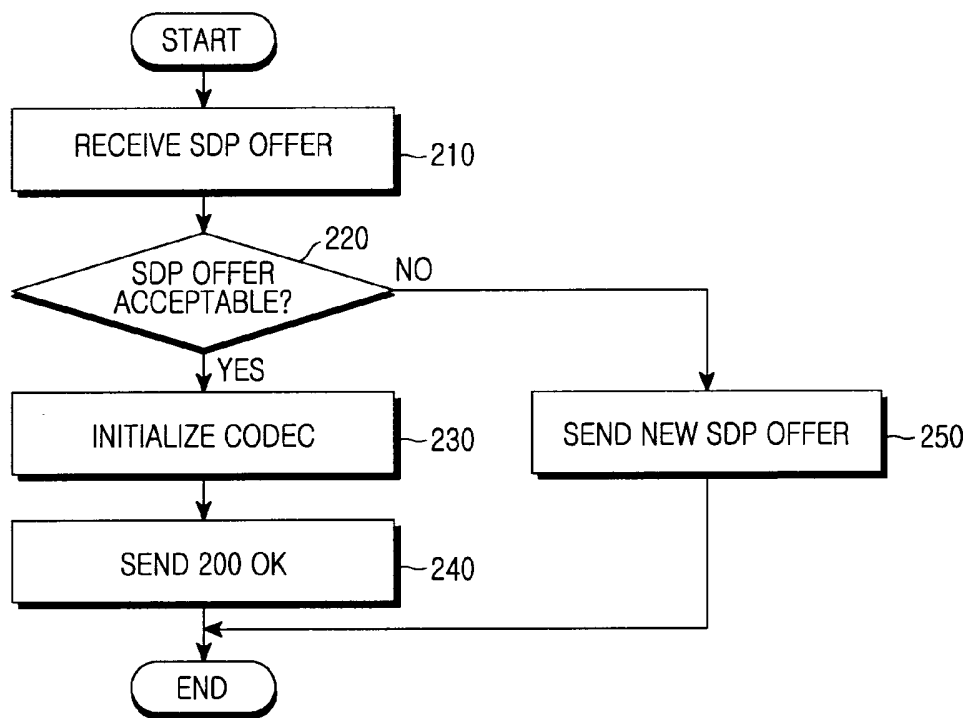 START
RECEIVE SDP OFFER
210
220
SDP OFFER
ACCEPTABLE?
NO
YES
INITIALIZE CODEC
230
SEND NEW SDP OFFER
250
SEND 200 OK
240
END